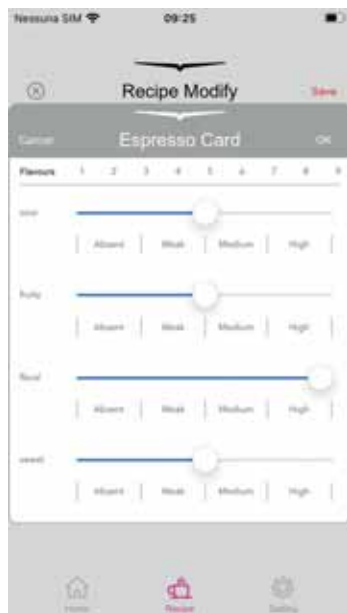 Nessuna SIM 09:25
Recipe Modify Save
Cancel Espresso Card OK
Flavours 1 2 3 4 5 6 7 8 9
sour
Absent Weak Medium High
fruity
Absent Weak Medium High
floral
Absent Weak Medium High
sweet
Absent Weak Medium High
Home Recipe Setting